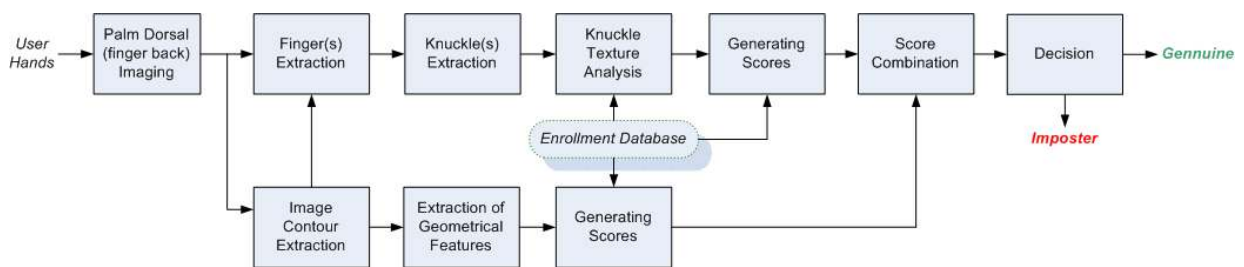 User
Hands
Palm Dorsal
(finger back)
Imaging
Finger(s)
Extraction
Knuckle(s)
Extraction
Knuckle
Texture
Analysis
Generating
Scores
Score
Combination
Decision
Gennuine
Enrollment Database
Imposter
Image
Contour
Extraction
Extraction of
Geometrical
Features
Generating
Scores